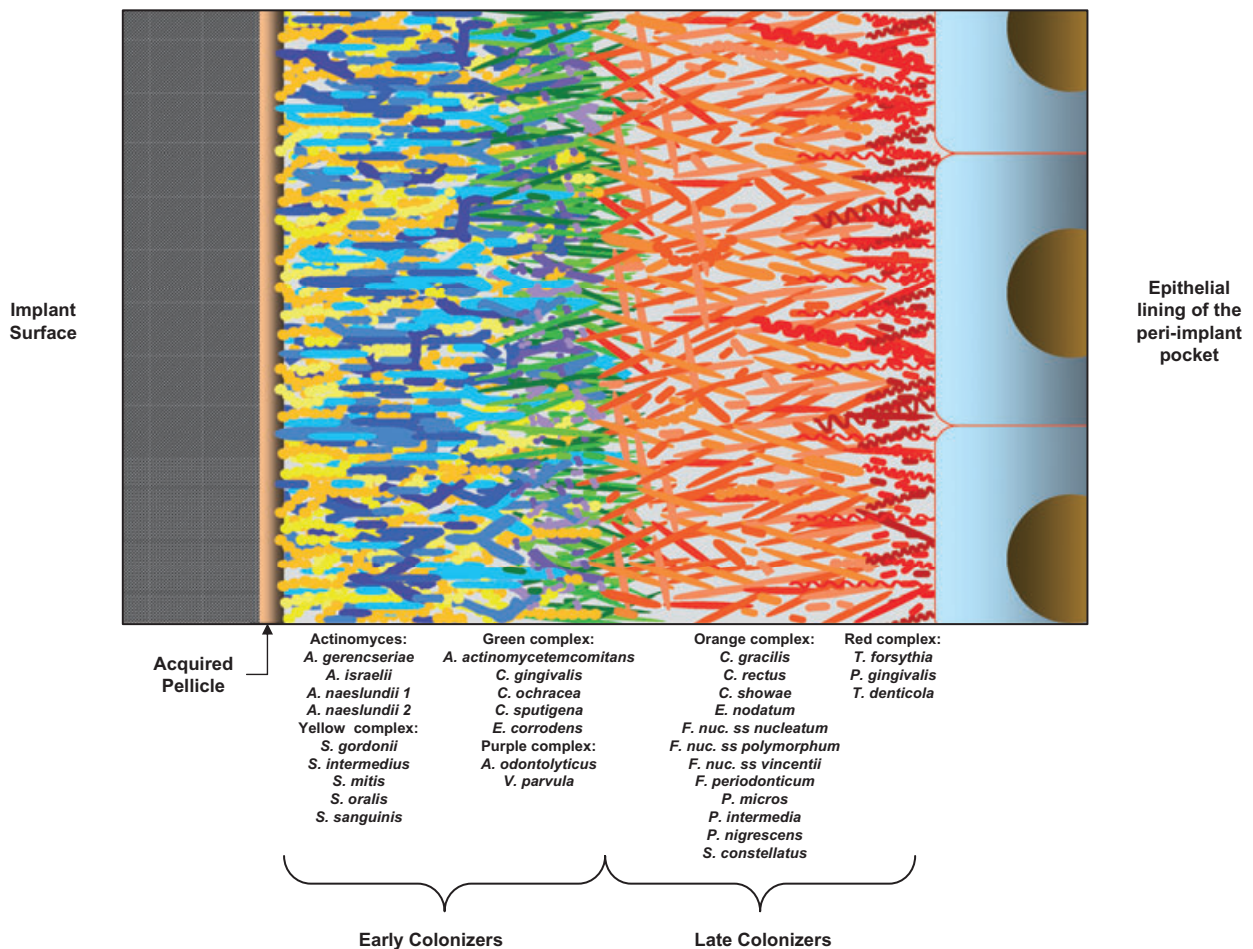 Implant
Surface
Epithelial
lining of the
peri-implant
pocket
Acquired
Pellicle
Actinomyces:
A. gerencseriae
A. israelii
A. naeslundii 1
A. naeslundii 2
Yellow complex:
S. gordonii
S. intermedius
S. mitis
S. oralis
S. sanguinis
Green complex:
A. actinomycetemcomitans
C. gingivalis
C. ochracea
C. sputigena
E. corrodens
Purple complex:
A. odontolyticus
V. parvula
Orange complex:
C. gracilis
C. rectus
C. showae
E. nodatum
F. nuc. ss nucleatum
F. nuc. ss polymorphum
F. nuc. ss vincentii
F. periodonticum
P. micros
P. intermedia
P. nigrescens
S. constellatus
Red complex:
T. forsythia
P. gingivalis
T. denticola
Early Colonizers
Late Colonizers